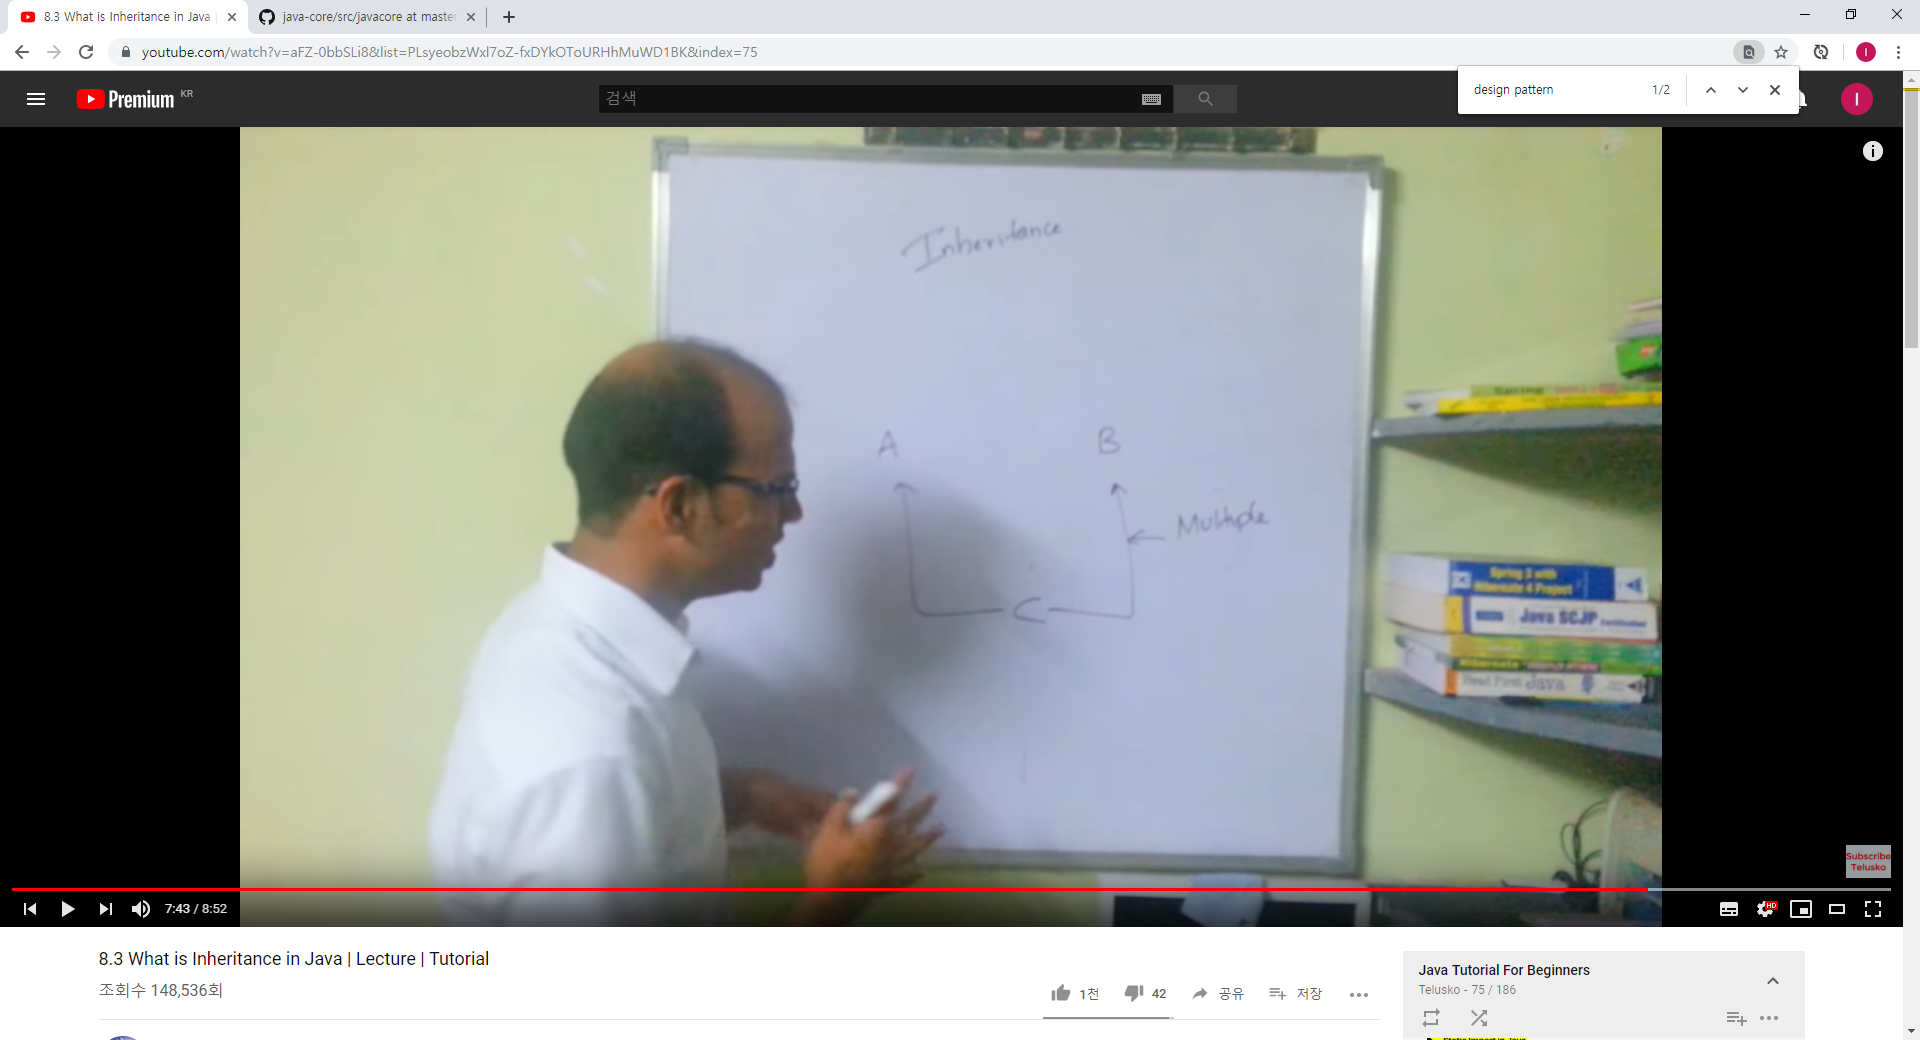 8.3 What is Inheritance in Java |
java-core/src/javacore at master
youtube.com/watch?v=aFZ-0bbSLi8&list=PLsyeobzWxl7oZ-fxDYkOToURHhMuWD1BK&index=75
design pattern 1/2
Premium KR
검색
I
I
Inheritance
A B
Multiple
C
Spring 3 with
Hibernate 4 Project
Java SCJP
Hibernate
Head First Java
Subscribe
Telusko
7:43 / 8:52
HD
8.3 What is Inheritance in Java | Lecture | Tutorial
조회수 148,536회
1천 42 공유 저장
Java Tutorial For Beginners
Telusko - 75 / 186